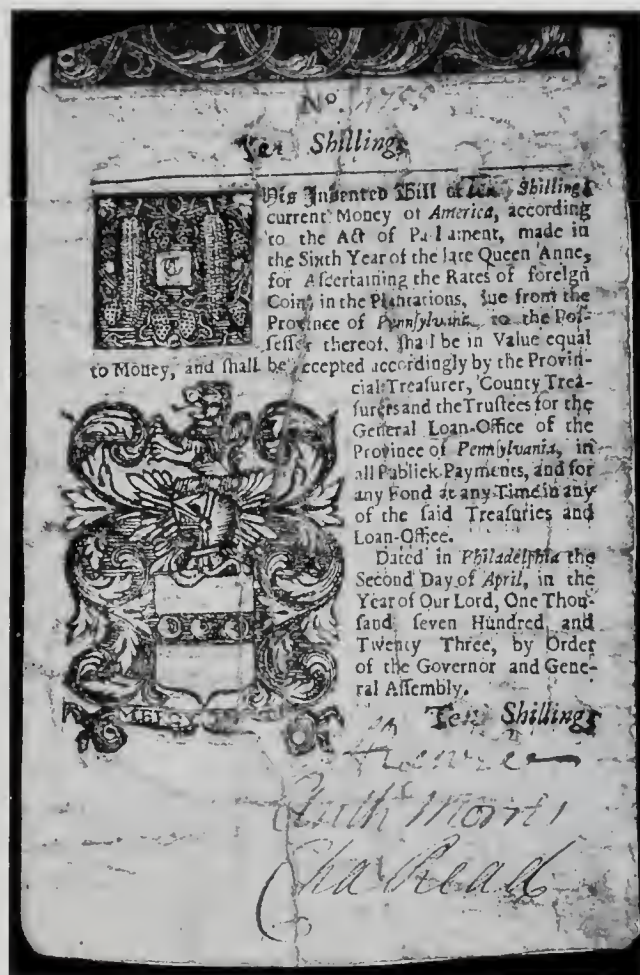 No.
Ten Shillings
THis Indented Bill of Ten Shillings
current Money of America, according
to the Act of Parliament, made in
the Sixth Year of the late Queen Anne,
for Ascertaining the Rates of foreign
Coins in the Plantations, due from the
Province of Pennsylvania, to the Pos-
sessor thereof, shall be in Value equal
to Money, and shall be accepted accordingly by the Provin-
cial Treasurer, County Trea-
surers and the Trustees for the
General Loan-Office of the
Province of Pennsylvania, in
all Publick Payments, and for
any Fond at any Time in any
of the said Treasuries and
Loan-Office.
Dated in Philadelphia the
Second Day of April, in the
Year of Our Lord, One Thou-
sand seven Hundred and
Twenty Three, by Order
of the Governor and Gene-
ral Assembly.
Ten Shillings
Anth Morris
Cha Read